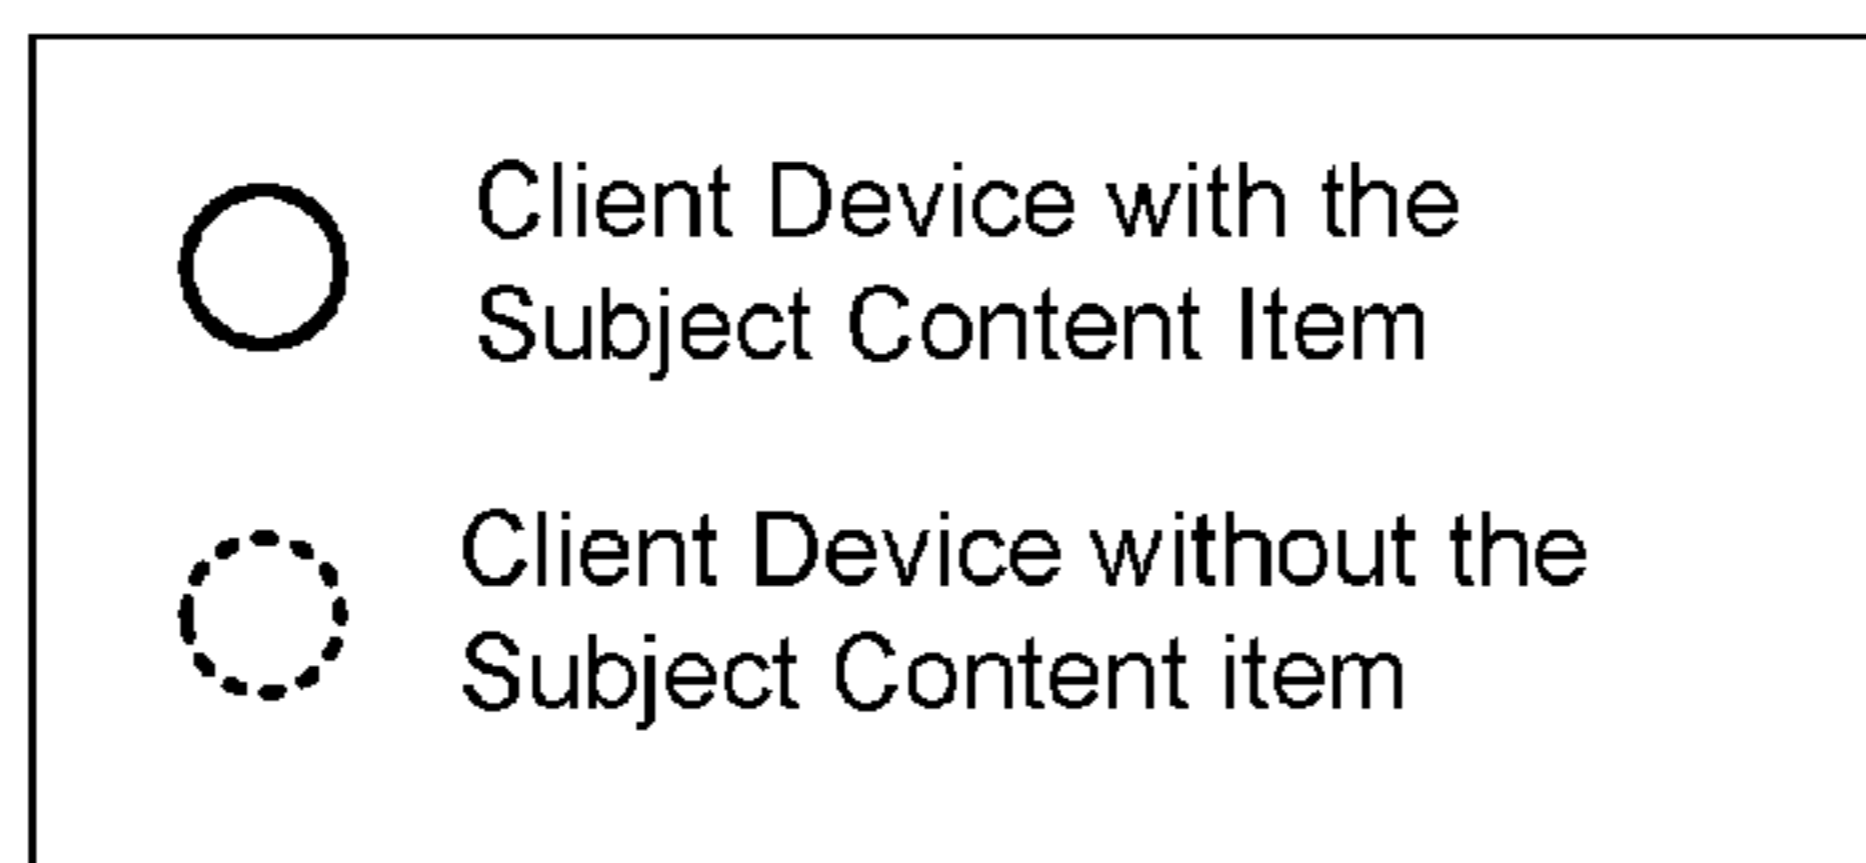 Client Device with the
Subject Content Item
Client Device without the
Subject Content item